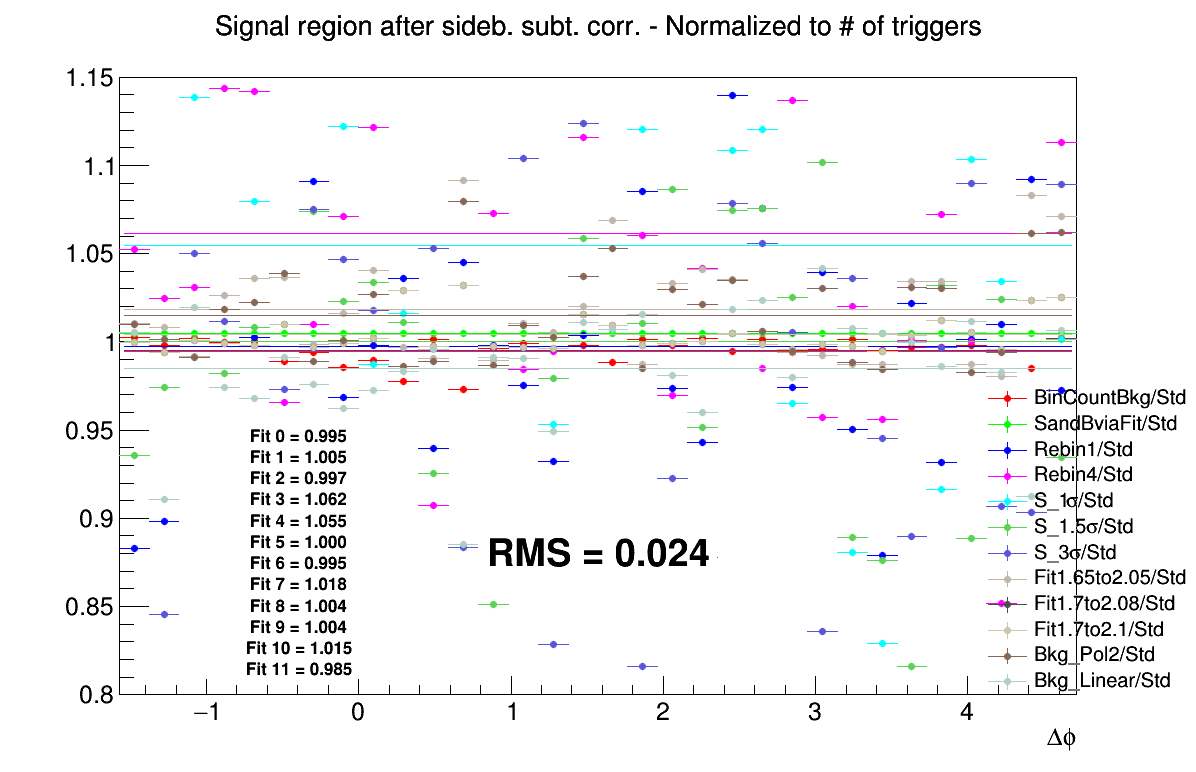 Signal region after sideb. subt. corr. - Normalized to # of triggers
1.15
1.1
1.05
1
0.95
0.9
0.85
0.8
Fit 0 = 0.995
Fit 1 = 1.005
Fit 2 = 0.997
Fit 3 = 1.062
Fit 4 = 1.055
Fit 5 = 1.000
Fit 6 = 0.995
Fit 7 = 1.018
Fit 8 = 1.004
Fit 9 = 1.004
Fit 10 = 1.015
Fit 11 = 0.985
RMS = 0.024
BinCountBkg/Std
SandBviaFit/Std
Rebin1/Std
Rebin4/Std
S_1σ/Std
S_1.5σ/Std
S_3σ/Std
Fit1.65to2.05/Std
Fit1.7to2.08/Std
Fit1.7to2.1/Std
Bkg_Pol2/Std
Bkg_Linear/Std
−1 0 1 2 3 4
Δϕ